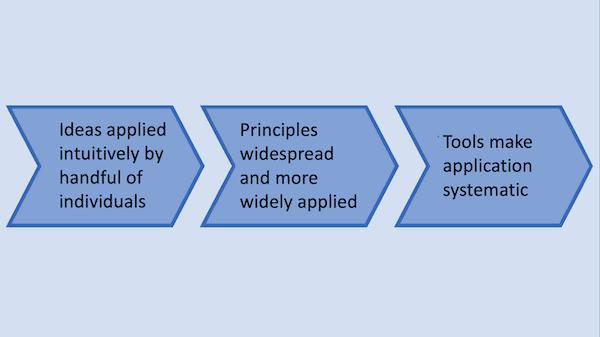 Ideas applied
intuitively by
handful of
individuals
Principles
widespread
and more
widely applied
Tools make
application
systematic